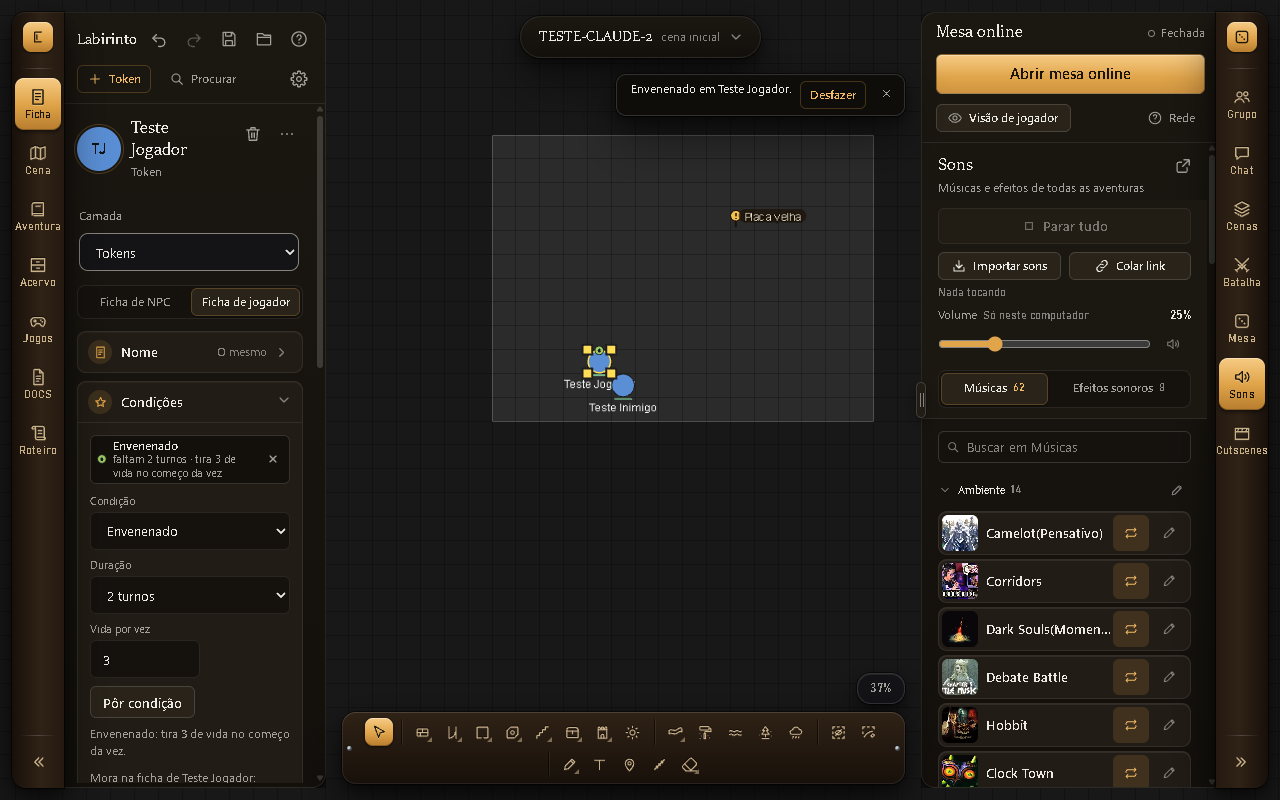 Labirinto
Token
Procurar
Ficha
Cena
Aventura
Acervo
Jogos
DOCS
Roteiro
TJ
Teste
Jogador
Token
Camada
Tokens
Ficha de NPC
Ficha de jogador
Nome
O mesmo
Condições
Envenenado
faltam 2 turnos · tira 3 de
vida no começo da vez
Condição
Envenenado
Duração
2 turnos
Vida por vez
3
Pôr condição
Envenenado: tira 3 de vida no começo
da vez.
Mora na ficha de Teste Jogador:
TESTE-CLAUDE-2 cena inicial
Envenenado em Teste Jogador.
Desfazer
Placa velha
Teste Jog
Teste Inimigo
37%
Mesa online
Fechada
Abrir mesa online
Visão de jogador
Rede
Sons
Músicas e efeitos de todas as aventuras
Parar tudo
Importar sons
Colar link
Nada tocando
Volume Só neste computador 25%
Músicas 62
Efeitos sonoros 8
Buscar em Músicas
Ambiente 14
Camelot(Pensativo)
Corridors
Dark Souls(Momen...
Debate Battle
Hobbit
Clock Town
Grupo
Chat
Cenas
Batalha
Mesa
Sons
Cutscenes